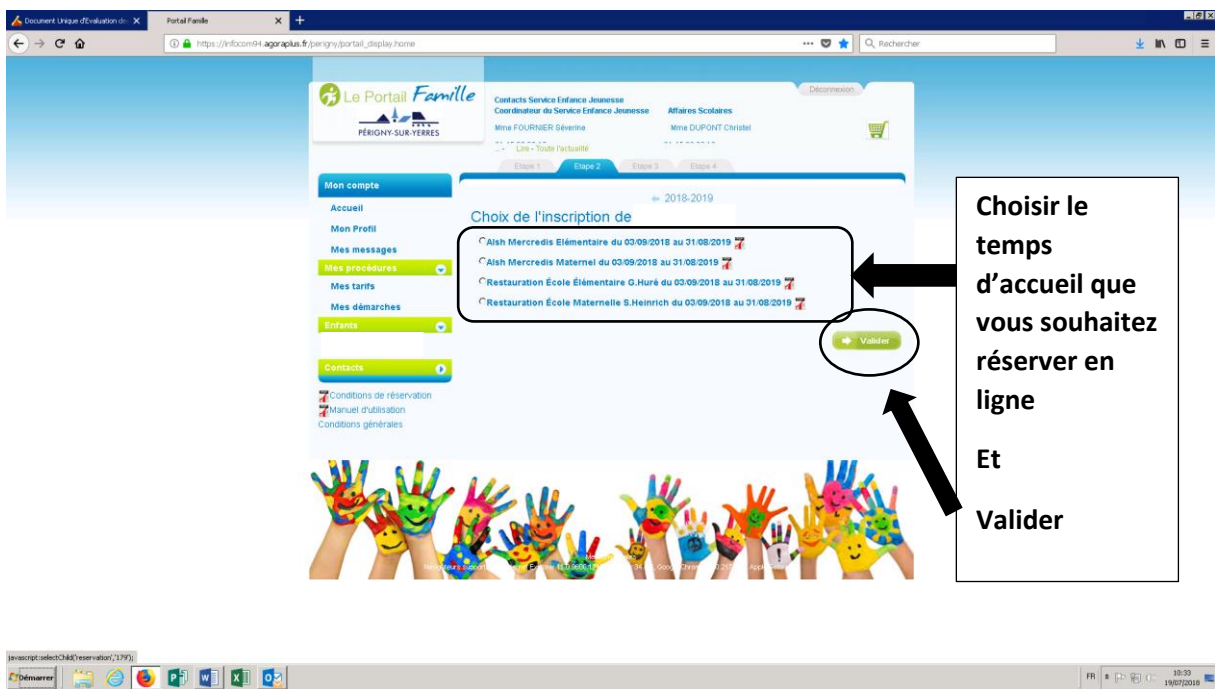 Document Unique d'Evaluation de
Portail Famille
https://infocom94.agoraplus.fr/perigny/portail_display.home
Rechercher
Le Portail Famille
PÉRIGNY-SUR-YERRES
Déconnexion
Contacts Service Enfance Jeunesse
Coordinateur du Service Enfance Jeunesse
Affaires Scolaires
Mme FOURNIER Séverine
Mme DUPONT Christel
Lire - Toute l'actualité
Etape 1
Etape 2
Etape 3
Etape 4
Mon compte
Accueil
Mon Profil
Mes messages
Mes procédures
Mes tarifs
Mes démarches
Enfants
Contacts
Conditions de réservation
Manuel d'utilisation
Conditions générales
2018-2019
Choix de l'inscription de
Alsh Mercredis Elémentaire du 03/09/2018 au 31/08/2019
Alsh Mercredis Maternel du 03/09/2018 au 31/08/2019
Restauration École Élémentaire G.Huré du 03/09/2018 au 31/08/2019
Restauration École Maternelle S.Heinrich du 03/09/2018 au 31/08/2019
Valider
Choisir le
temps
d'accueil que
vous souhaitez
réserver en
ligne
Et
Valider
javascript:selectChild('reservation','179');
Démarrer
FR
10:33
19/07/2018